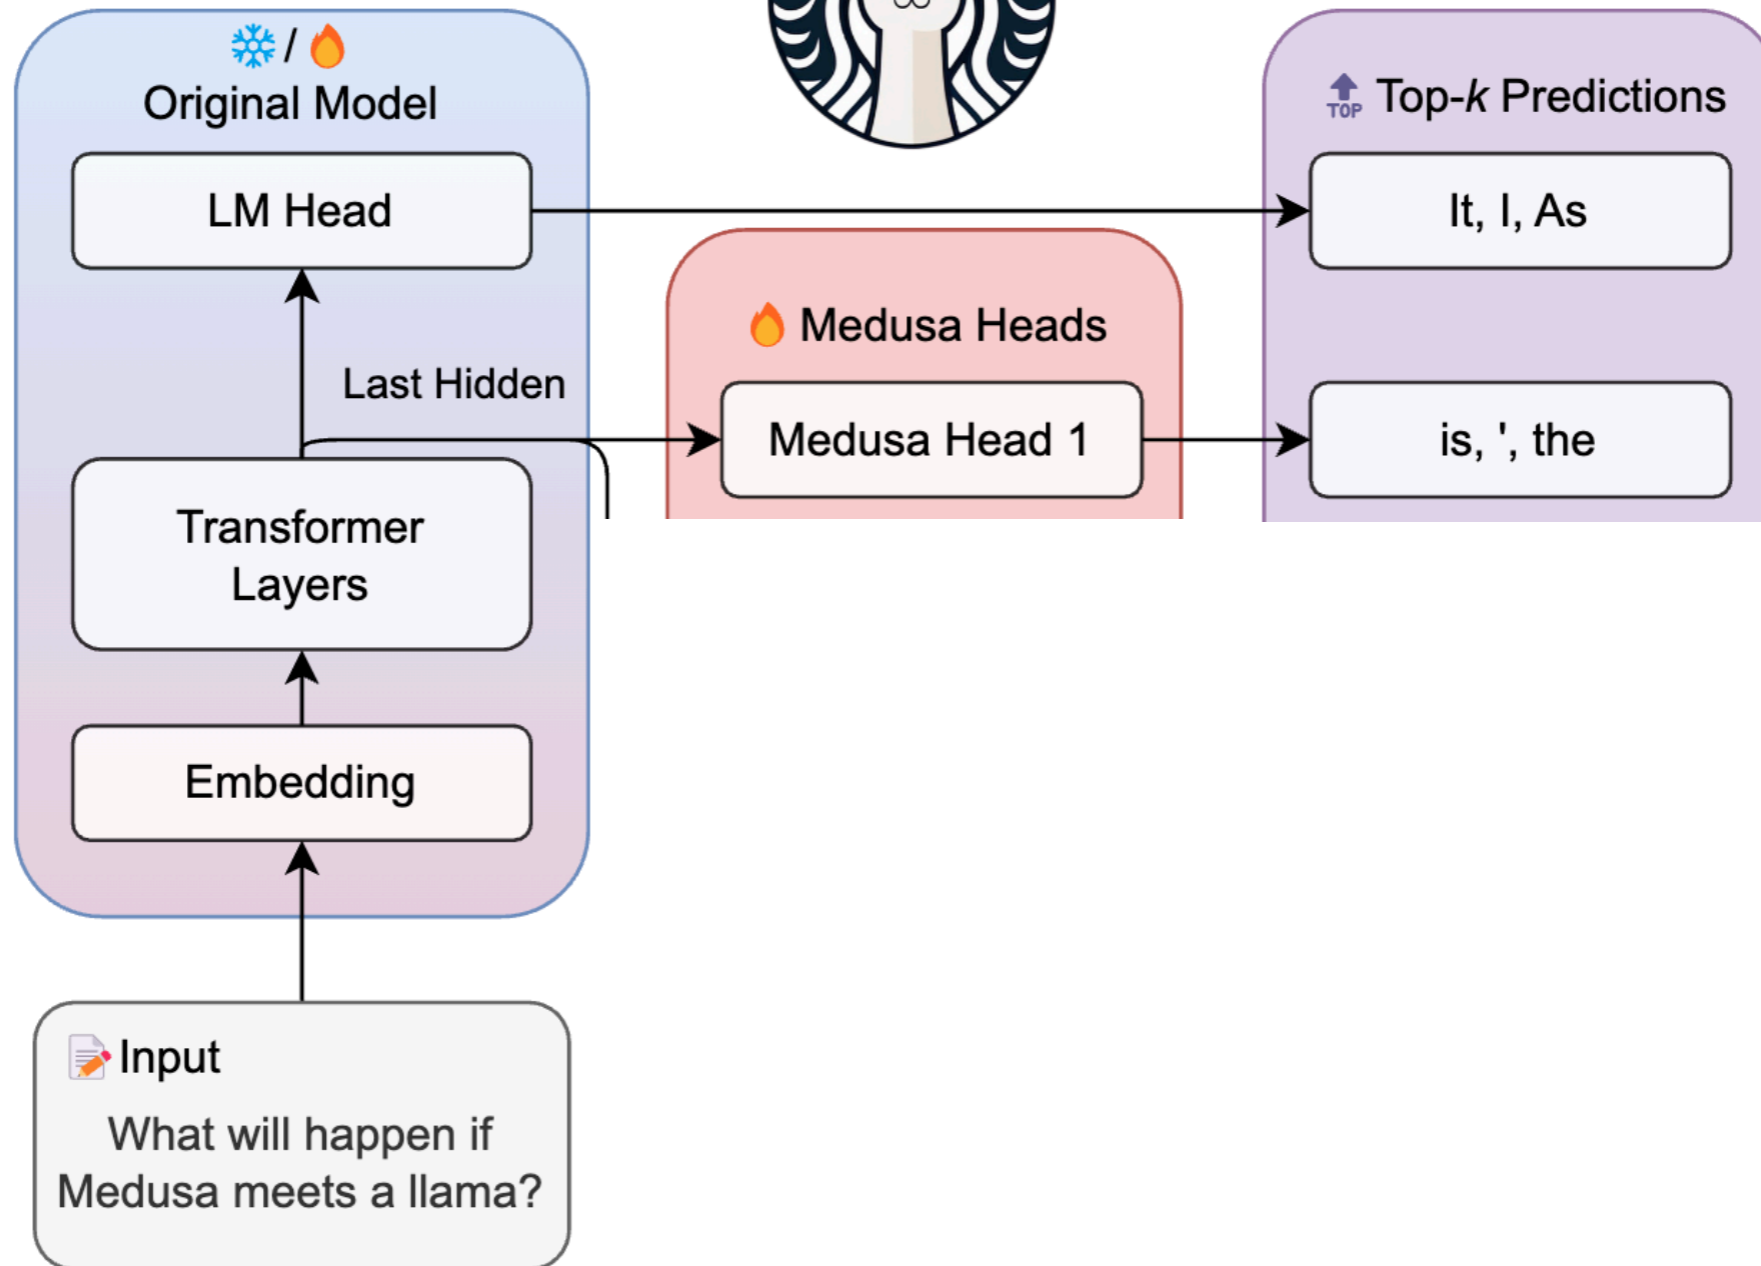 Original Model
LM Head
Last Hidden
Transformer
Layers
Embedding
Input
What will happen if
Medusa meets a llama?
Medusa Heads
Medusa Head 1
TOP Top-k Predictions
It, I, As
is, ', the